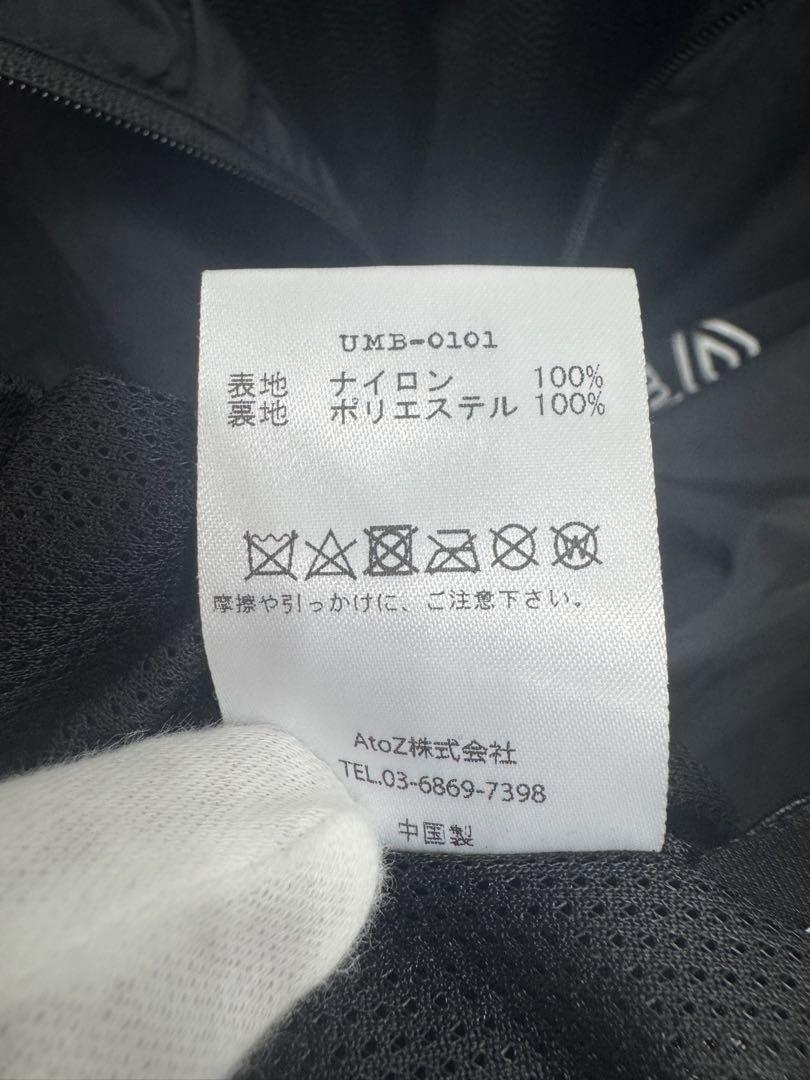 UMB-0101
表地 ナイロン 100%
裏地 ポリエステル 100%
W
摩擦や引っかけに、ご注意下さい。
AtoZ株式会社
TEL.03-6869-7398
中国製